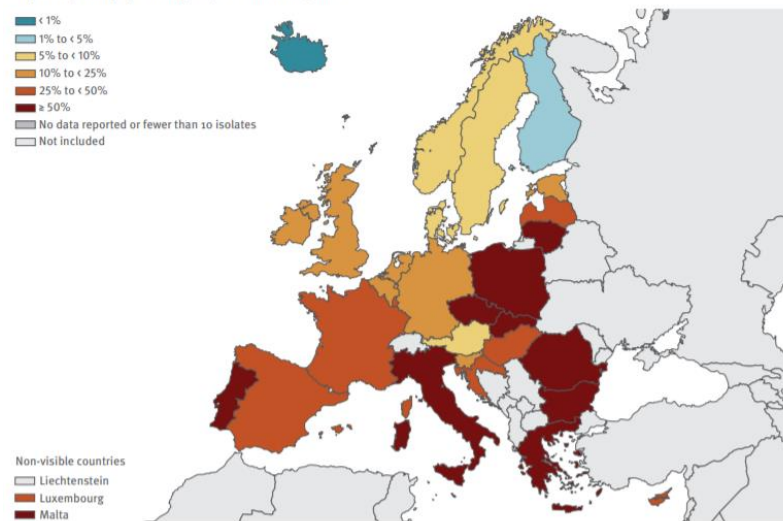 < 1%
1% to < 5%
5% to < 10%
10% to < 25%
25% to < 50%
≥ 50%
No data reported or fewer than 10 isolates
Not included
Non-visible countries
Liechtenstein
Luxembourg
Malta